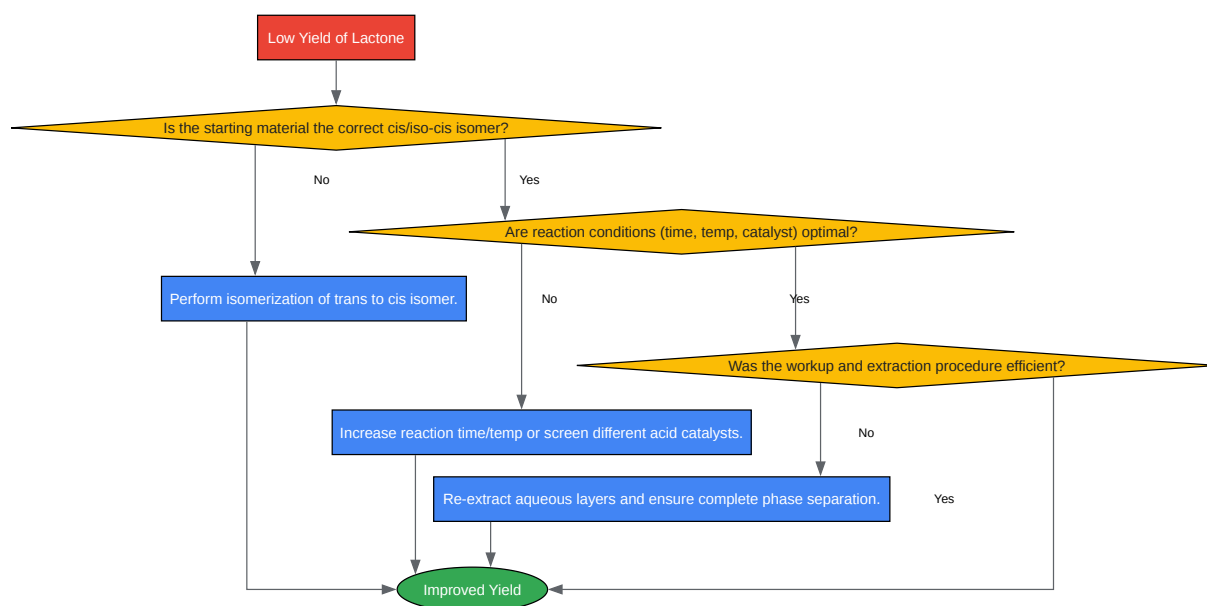 Low Yield of Lactone
Is the starting material the correct cis/iso-cis isomer?
No
Yes
Are reaction conditions (time, temp, catalyst) optimal?
Perform isomerization of trans to cis isomer.
No
Yes
Was the workup and extraction procedure efficient?
Increase reaction time/temp or screen different acid catalysts.
No
Re-extract aqueous layers and ensure complete phase separation.
Yes
Improved Yield